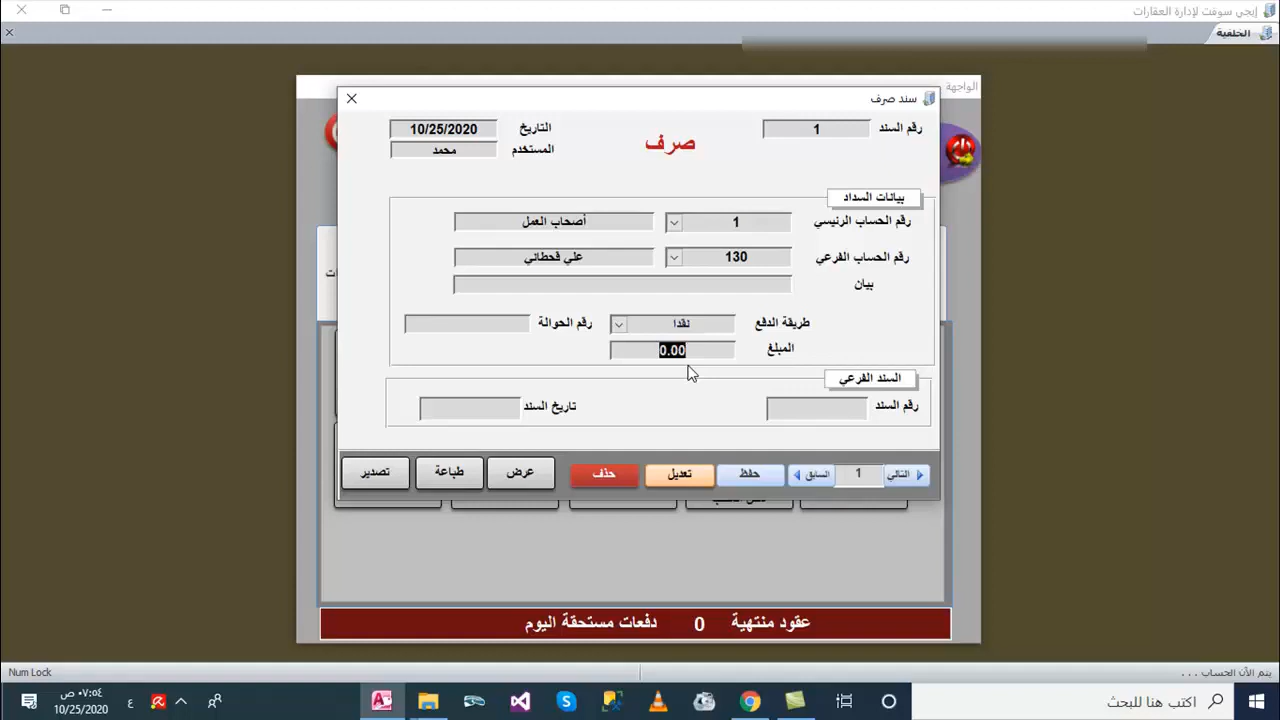 إيجي سوفت لإدارة العقارات
الخلفية
الواجهة
سند صرف
رقم السند 1
صرف
التاريخ 10/25/2020
المستخدم محمد
بيانات السداد
رقم الحساب الرئيسي 1 أصحاب العمل
رقم الحساب الفرعي 130 علي قحطاني
بيان
طريقة الدفع نقدا رقم الحوالة
المبلغ 0.00
السند الفرعي
رقم السند تاريخ السند
التالي 1 السابق حفظ تعديل حذف عرض طباعة تصدير
عقود منتهية 0 دفعات مستحقة اليوم
يتم الآن الحساب . . .
Num Lock
اكتب هنا للبحث
ع
٠٧:٥٤ ص
10/25/2020